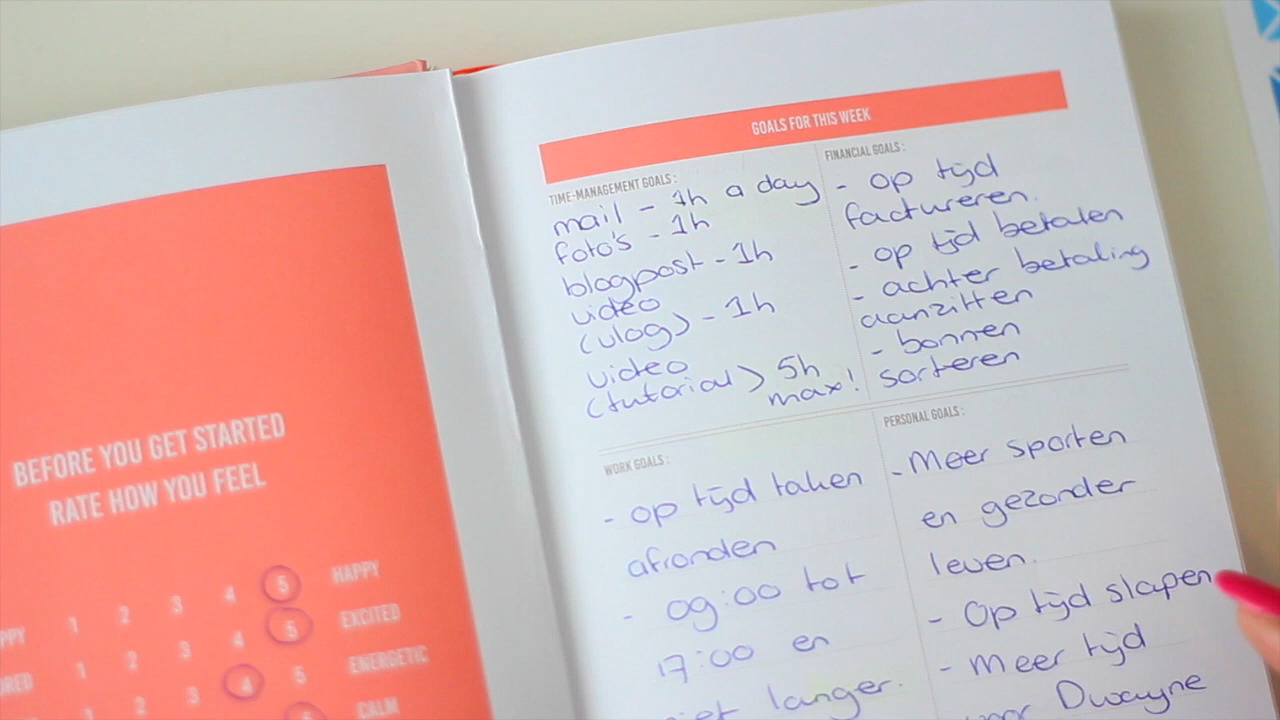 BEFORE YOU GET STARTED
RATE HOW YOU FEEL
1 2 3 4 5 HAPPY
1 2 3 4 5 EXCITED
1 2 3 4 5 ENERGETIC
CALM
GOALS FOR THIS WEEK
TIME-MANAGEMENT GOALS:
mail - 1h a day
foto's - 1h
blogpost - 1h
video
(vlog) - 1h
video
(tutorial) 5h
max!
FINANCIAL GOALS:
- op tijd
factureren.
- op tijd betalen
- achter betaling
aanzitten
- bonnen
sorteren
WORK GOALS:
- op tijd taken
afronden
- 09:00 tot
17:00 en
langer.
PERSONAL GOALS:
- Meer sporten
en gezonder
leven.
- Op tijd slapen
- Meer tijd
voor Dwayne